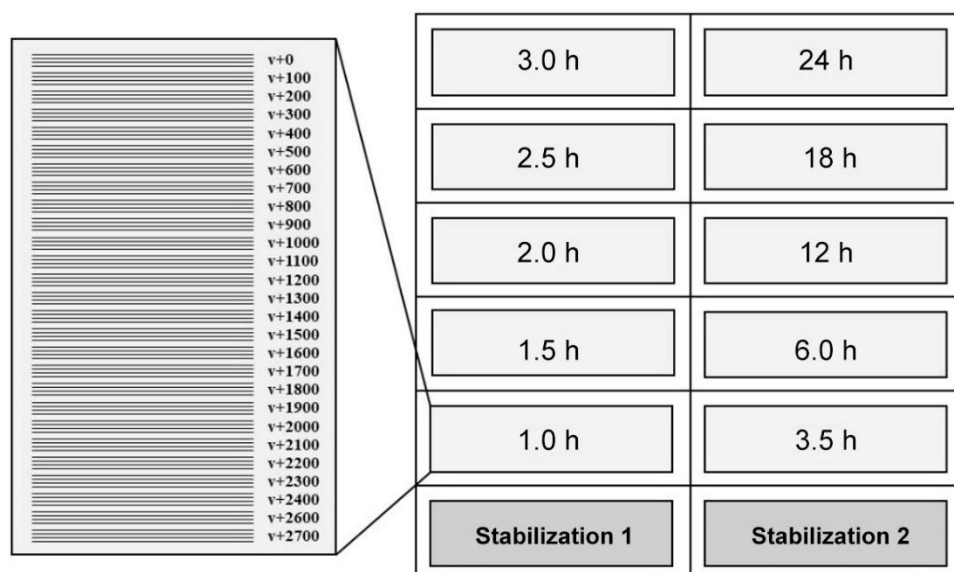 v+0
v+100
v+200
v+300
v+400
v+500
v+600
v+700
v+800
v+900
v+1000
v+1100
v+1200
v+1300
v+1400
v+1500
v+1600
v+1700
v+1800
v+1900
v+2000
v+2100
v+2200
v+2300
v+2400
v+2600
v+2700
3.0 h 24 h
2.5 h 18 h
2.0 h 12 h
1.5 h 6.0 h
1.0 h 3.5 h
Stabilization 1 Stabilization 2